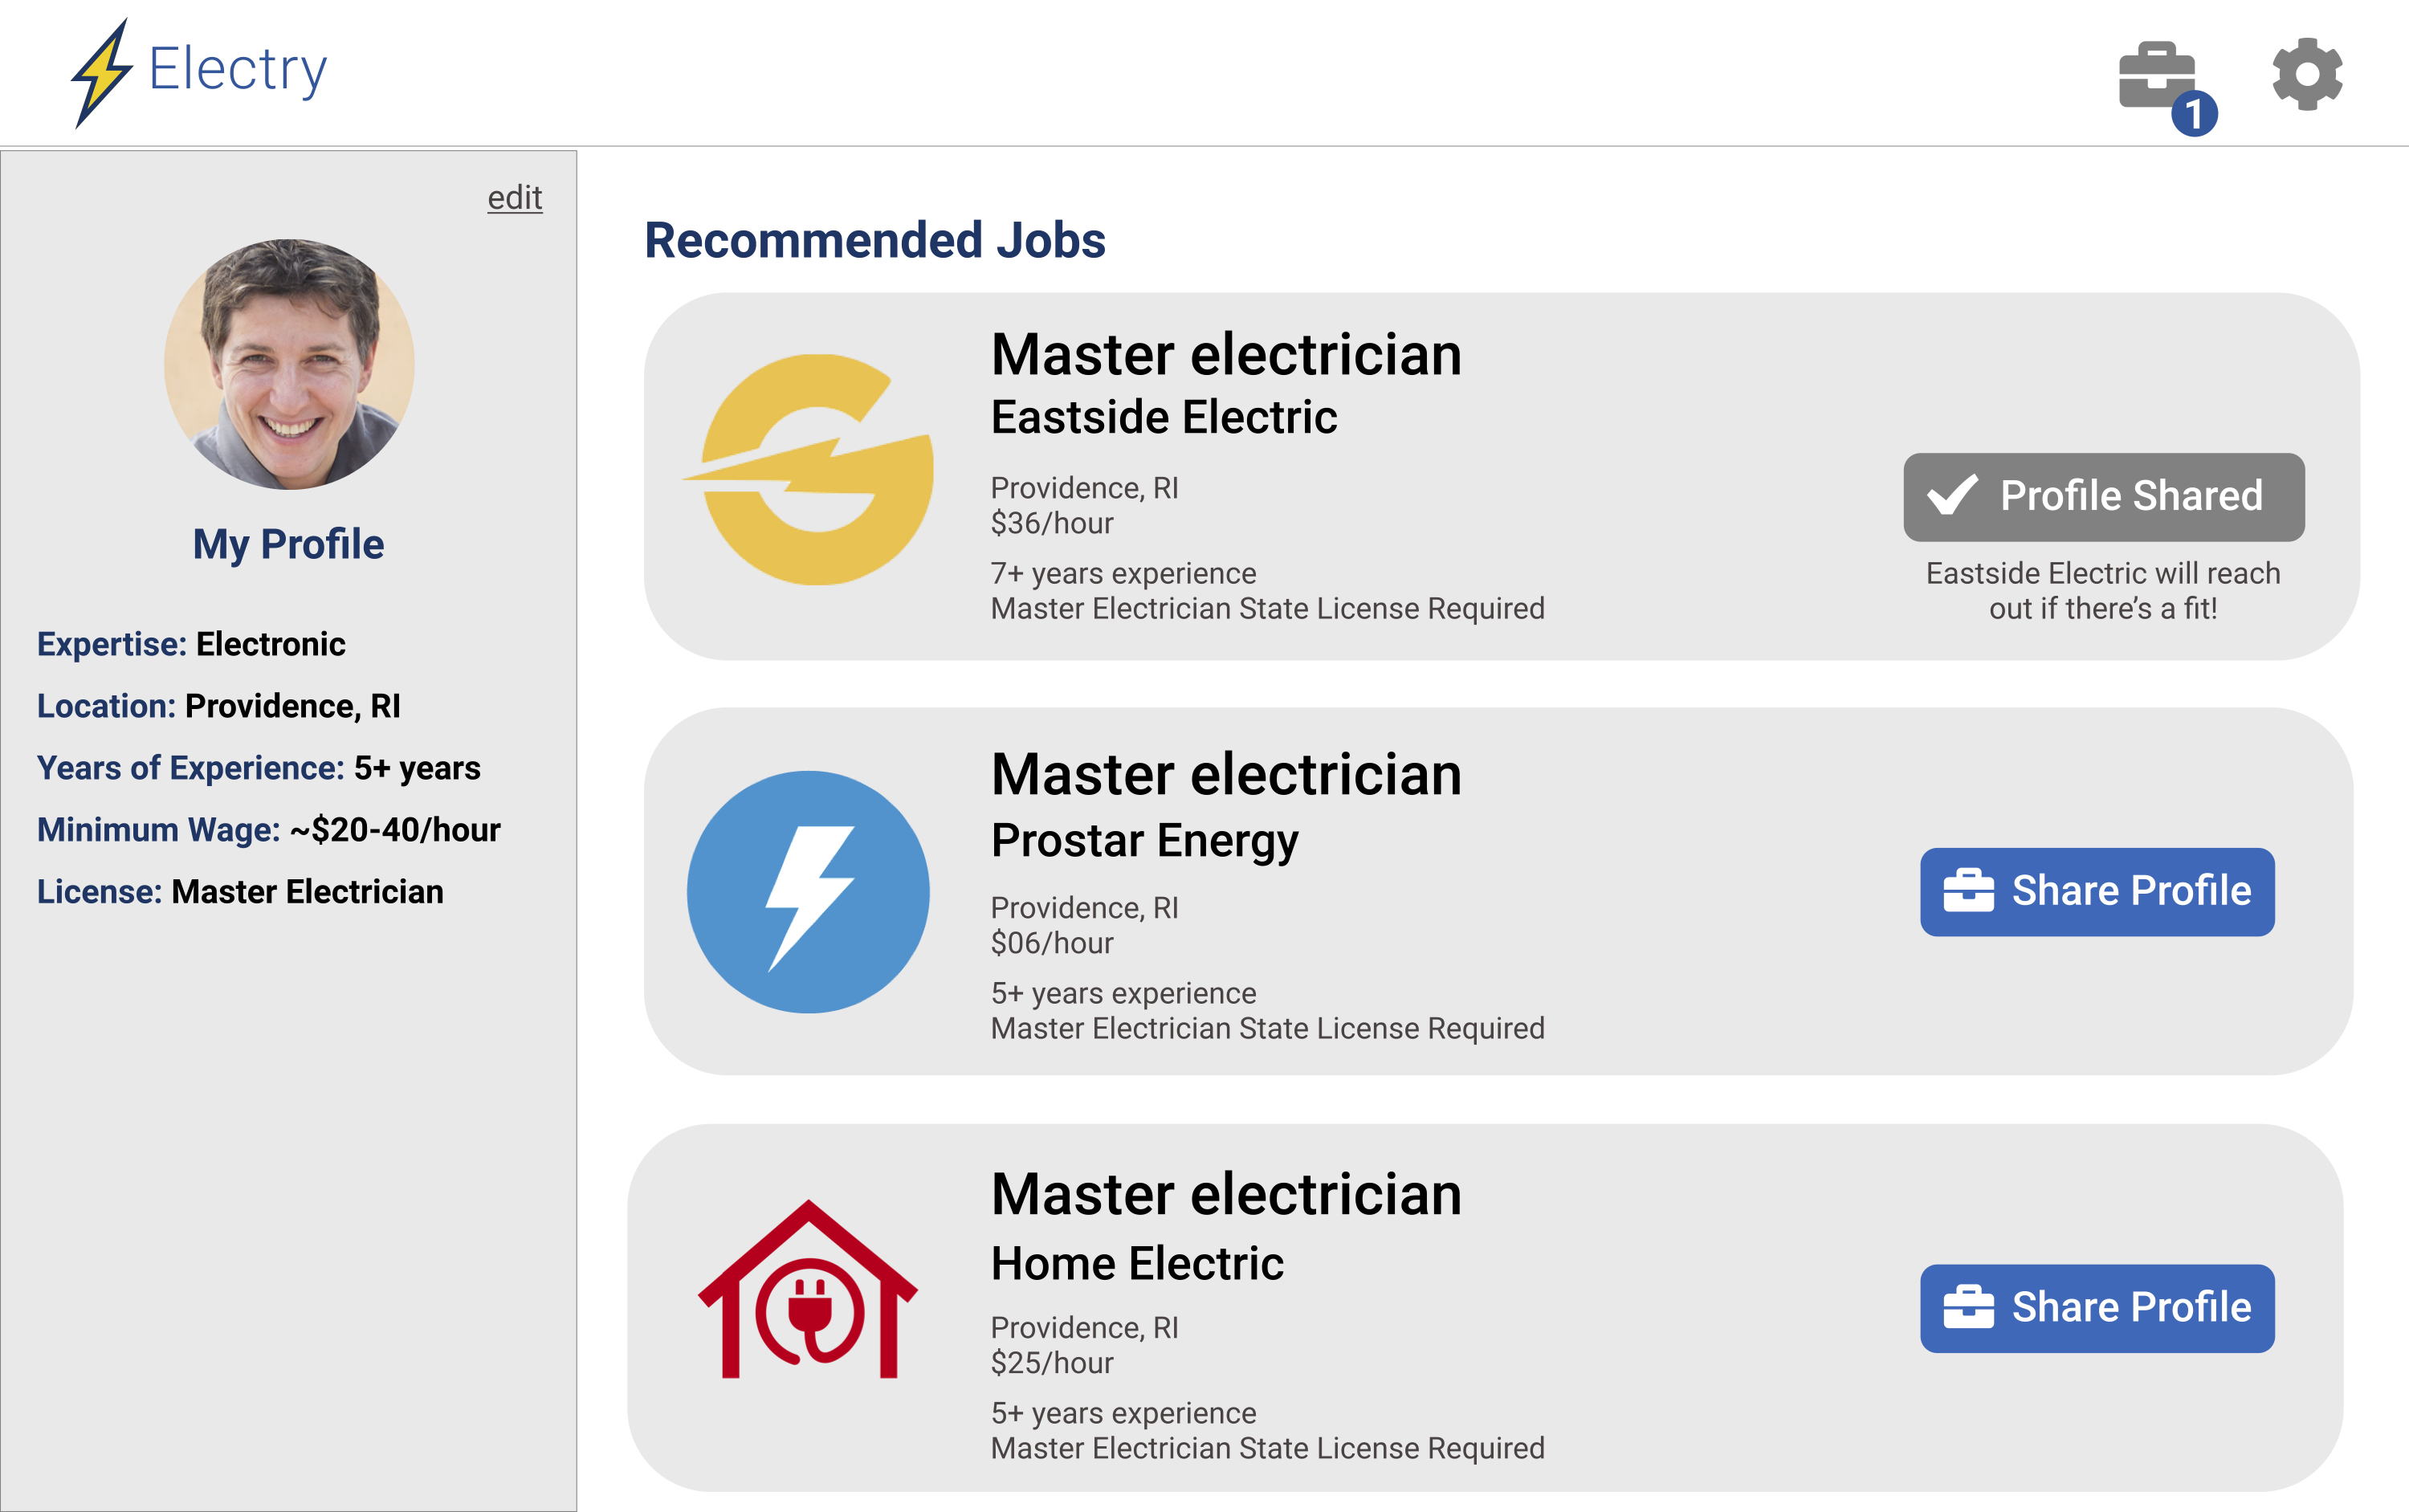 Electry
1
edit
My Profile
Expertise: Electronic
Location: Providence, RI
Years of Experience: 5+ years
Minimum Wage: ~$20-40/hour
License: Master Electrician
Recommended Jobs
Master electrician
Eastside Electric
Providence, RI
$36/hour
7+ years experience
Master Electrician State License Required
Profile Shared
Eastside Electric will reach
out if there’s a fit!
Master electrician
Prostar Energy
Providence, RI
$06/hour
5+ years experience
Master Electrician State License Required
Share Profile
Master electrician
Home Electric
Providence, RI
$25/hour
5+ years experience
Master Electrician State License Required
Share Profile